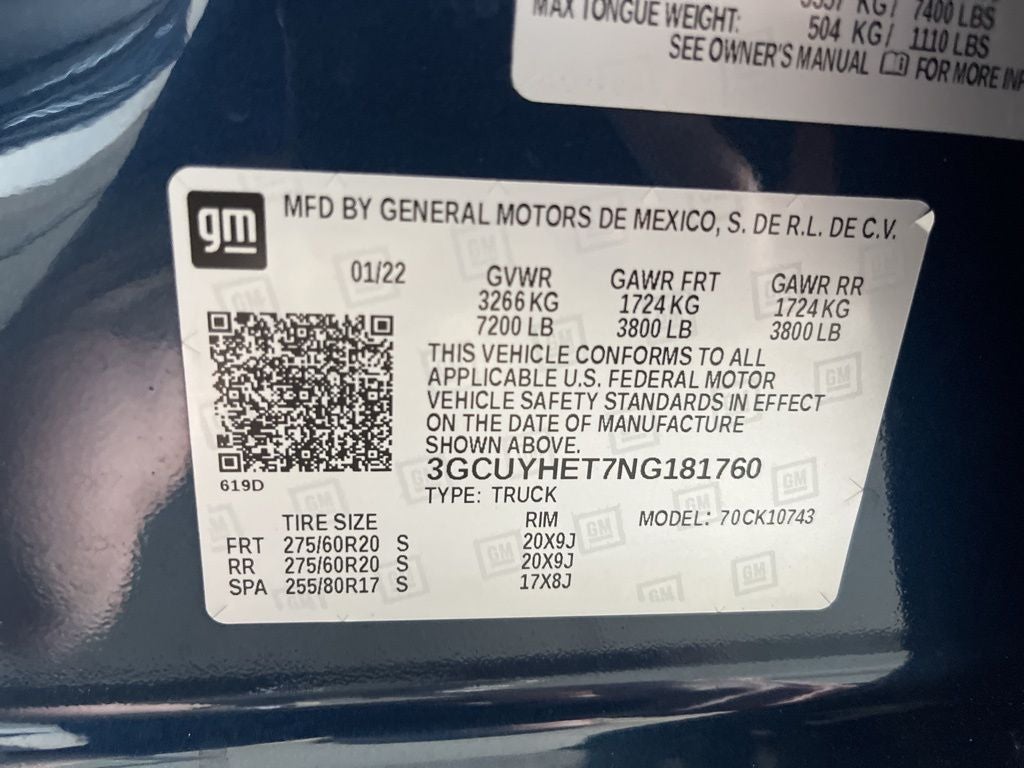 KG/ 7400 LBS
MAX TONGUE WEIGHT: 504 KG/ 1110 LBS
SEE OWNER'S MANUAL FOR MORE
gm MFD BY GENERAL MOTORS DE MEXICO, S. DE R.L. DE C.V.
01/22 GVWR GAWR FRT GAWR RR
3266 KG 1724 KG 1724 KG
7200 LB 3800 LB 3800 LB
THIS VEHICLE CONFORMS TO ALL
APPLICABLE U.S. FEDERAL MOTOR
VEHICLE SAFETY STANDARDS IN EFFECT
ON THE DATE OF MANUFACTURE
SHOWN ABOVE.
3GCUYHET7NG181760
619D
TYPE: TRUCK
TIRE SIZE RIM MODEL: 70CK10743
FRT 275/60R20 S 20X9J
RR 275/60R20 S 20X9J
SPA 255/80R17 S 17X8J